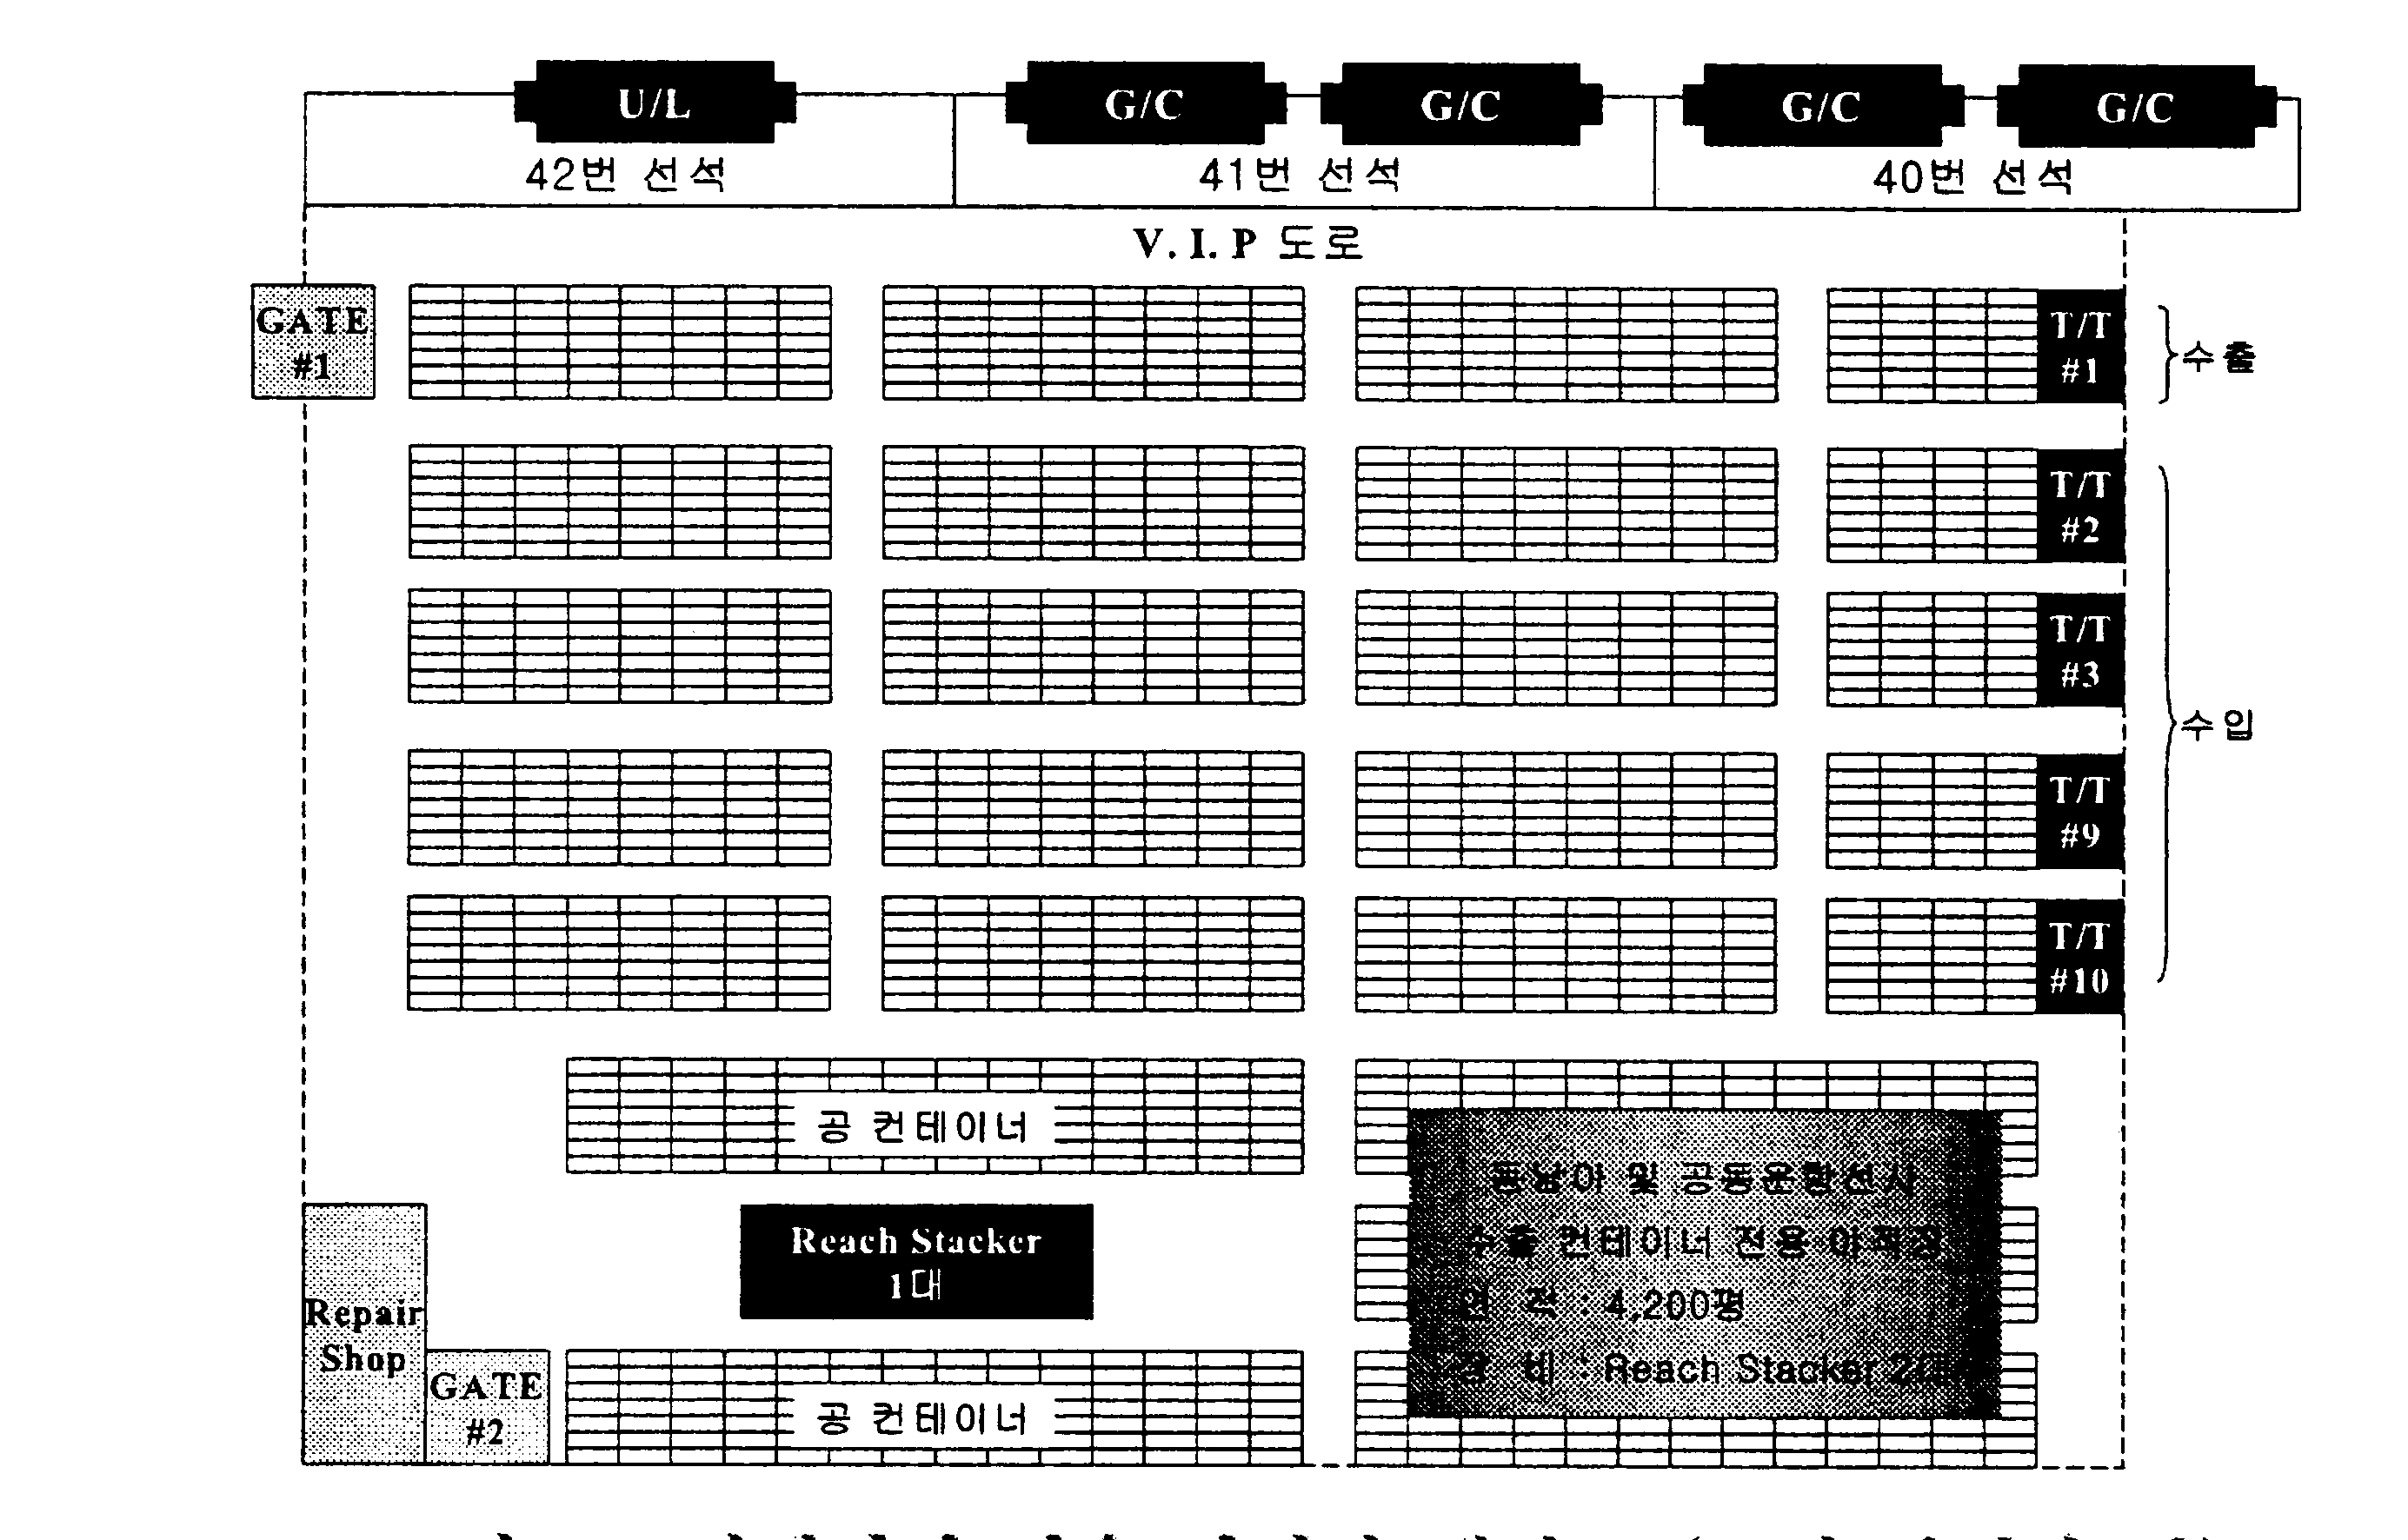 U/L
G/C
G/C
G/C
G/C
42번 선석
41번 선석
40번 선석
V. I. P 도로
GATE
#1
T/T
#1
수출
T/T
#2
T/T
#3
수입
T/T
#9
T/T
#10
공 컨테이너
동남아 및 공동운항선사
수출 컨테이너 전용 야적장
면 적 : 4,200평
장 비 : Reach Stacker
Reach Stacker
1대
Repair
Shop
GATE
#2
공 컨테이너